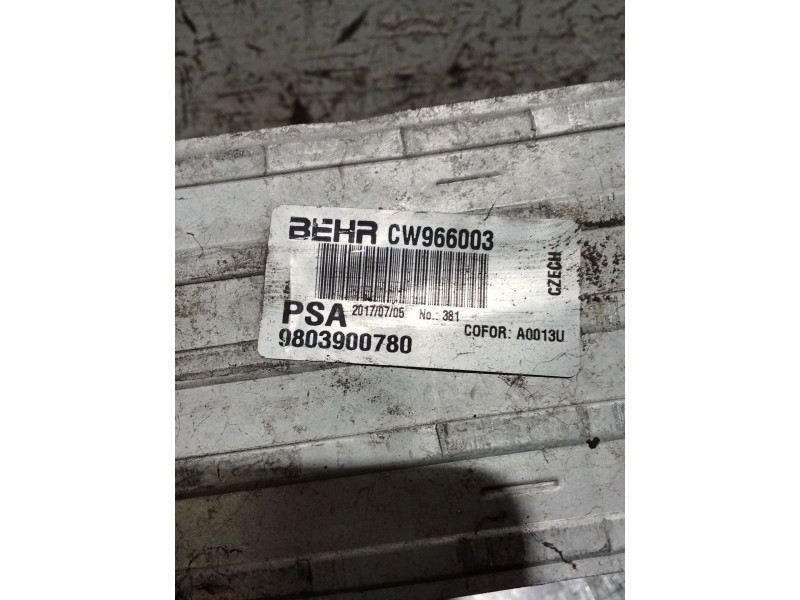 BEHR CW966003
CZECH
PSA 2017/07/05 No.: 381
COFOR: A0013U
9803900780